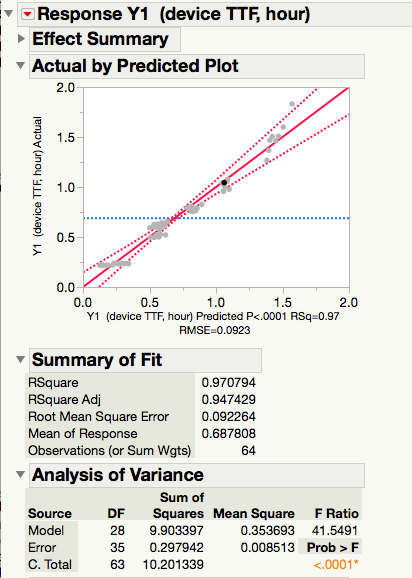 Response Y1 (device TTF, hour)
Effect Summary
Actual by Predicted Plot
Y1 (device TTF, hour) Actual
2.0
1.5
1.0
0.5
0.0
0.0 0.5 1.0 1.5 2.0
Y1 (device TTF, hour) Predicted P<.0001 RSq=0.97
RMSE=0.0923
Summary of Fit
RSquare 0.970794
RSquare Adj 0.947429
Root Mean Square Error 0.092264
Mean of Response 0.687808
Observations (or Sum Wgts) 64
Analysis of Variance
Sum of
Source DF Squares Mean Square F Ratio
Model 28 9.903397 0.353693 41.5491
Error 35 0.297942 0.008513 Prob > F
C. Total 63 10.201339 <.0001*